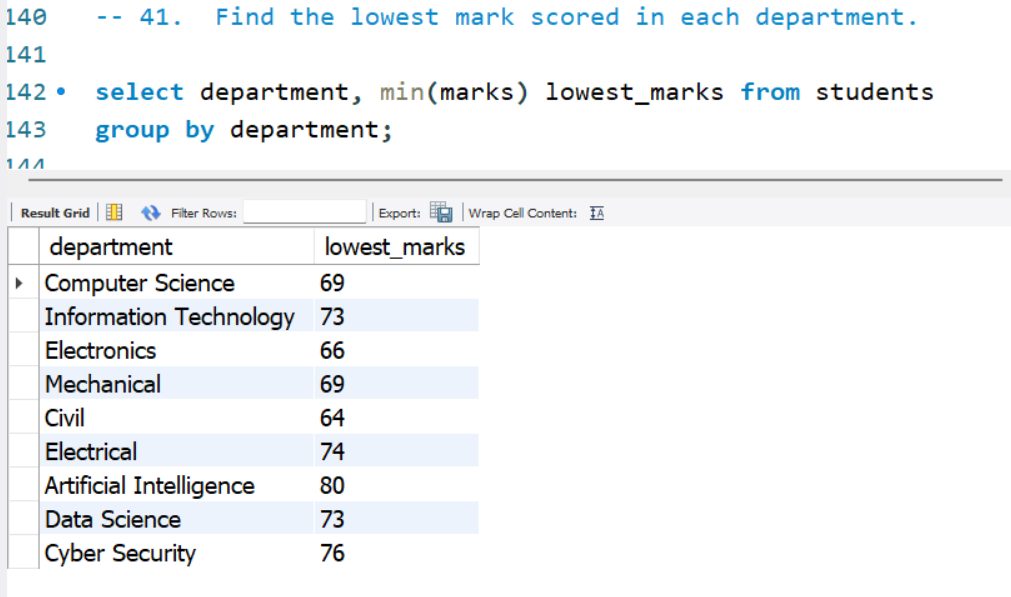 140 -- 41. Find the lowest mark scored in each department.
141
142 select department, min(marks) lowest_marks from students
143 group by department;
144
Result Grid Filter Rows: Export: Wrap Cell Content: IA
department lowest_marks
Computer Science 69
Information Technology 73
Electronics 66
Mechanical 69
Civil 64
Electrical 74
Artificial Intelligence 80
Data Science 73
Cyber Security 76